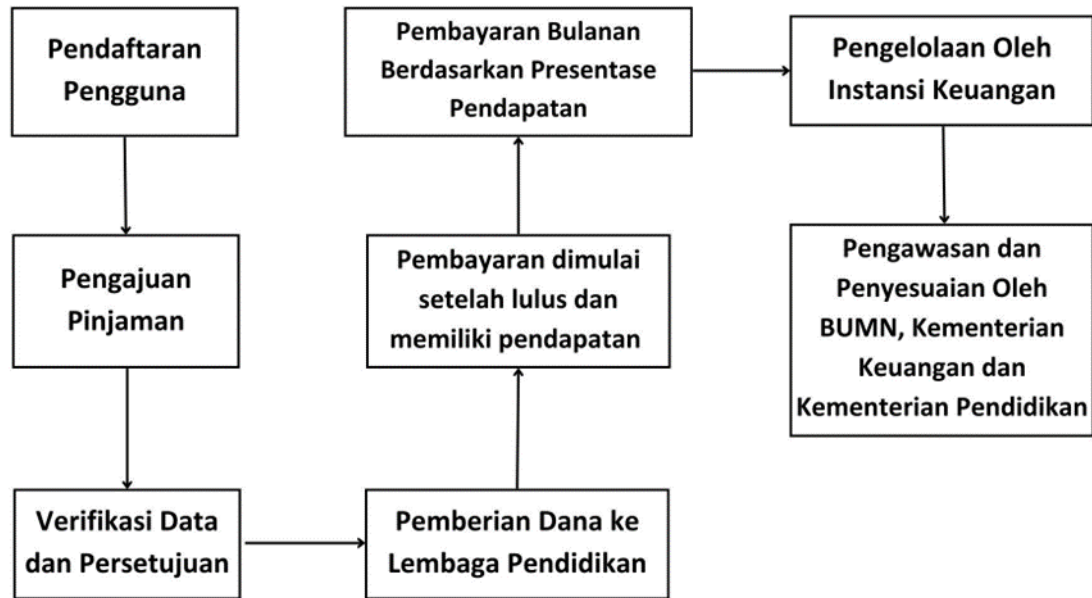 Pendaftaran
Pengguna
Pengajuan
Pinjaman
Verifikasi Data
dan Persetujuan
Pemberian Dana ke
Lembaga Pendidikan
Pembayaran dimulai
setelah lulus dan
memiliki pendapatan
Pembayaran Bulanan
Berdasarkan Presentase
Pendapatan
Pengelolaan Oleh
Instansi Keuangan
Pengawasan dan
Penyesuaian Oleh
BUMN, Kementerian
Keuangan dan
Kementerian Pendidikan